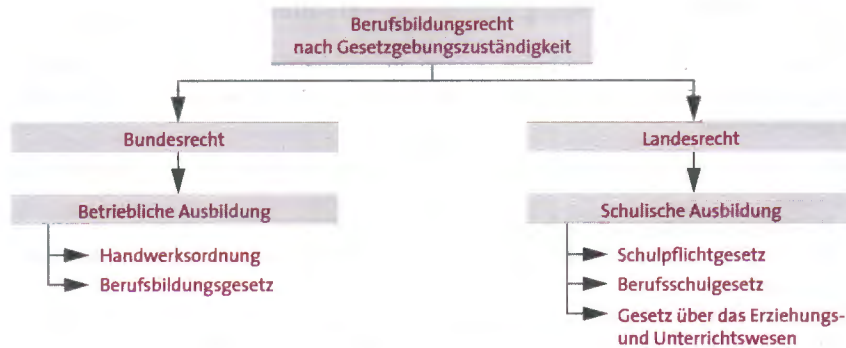 Berufsbildungsrecht
nach Gesetzgebungszuständigkeit
Bundesrecht
Landesrecht
Betriebliche Ausbildung
Schulische Ausbildung
Handwerksordnung
Berufsbildungsgesetz
Schulpflichtgesetz
Berufsschulgesetz
Gesetz über das Erziehungs-
und Unterrichtswesen